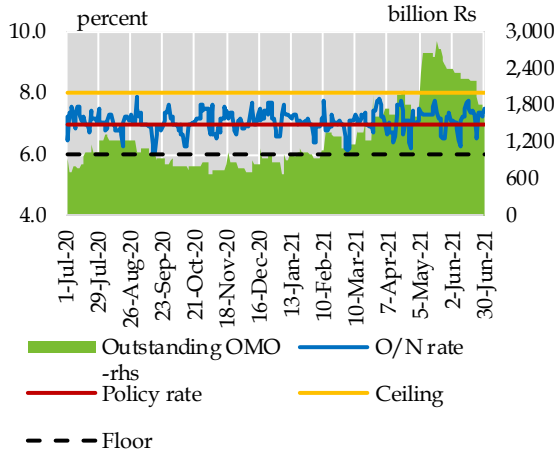 percent billion Rs
10.0 3,000
8.0 2,400
1,800
6.0 1,200
600
4.0 0
1-Jul-20
29-Jul-20
26-Aug-20
23-Sep-20
21-Oct-20
18-Nov-20
16-Dec-20
13-Jan-21
10-Feb-21
10-Mar-21
7-Apr-21
5-May-21
2-Jun-21
30-Jun-21
Outstanding OMO O/N rate
-rhs
Policy rate Ceiling
Floor